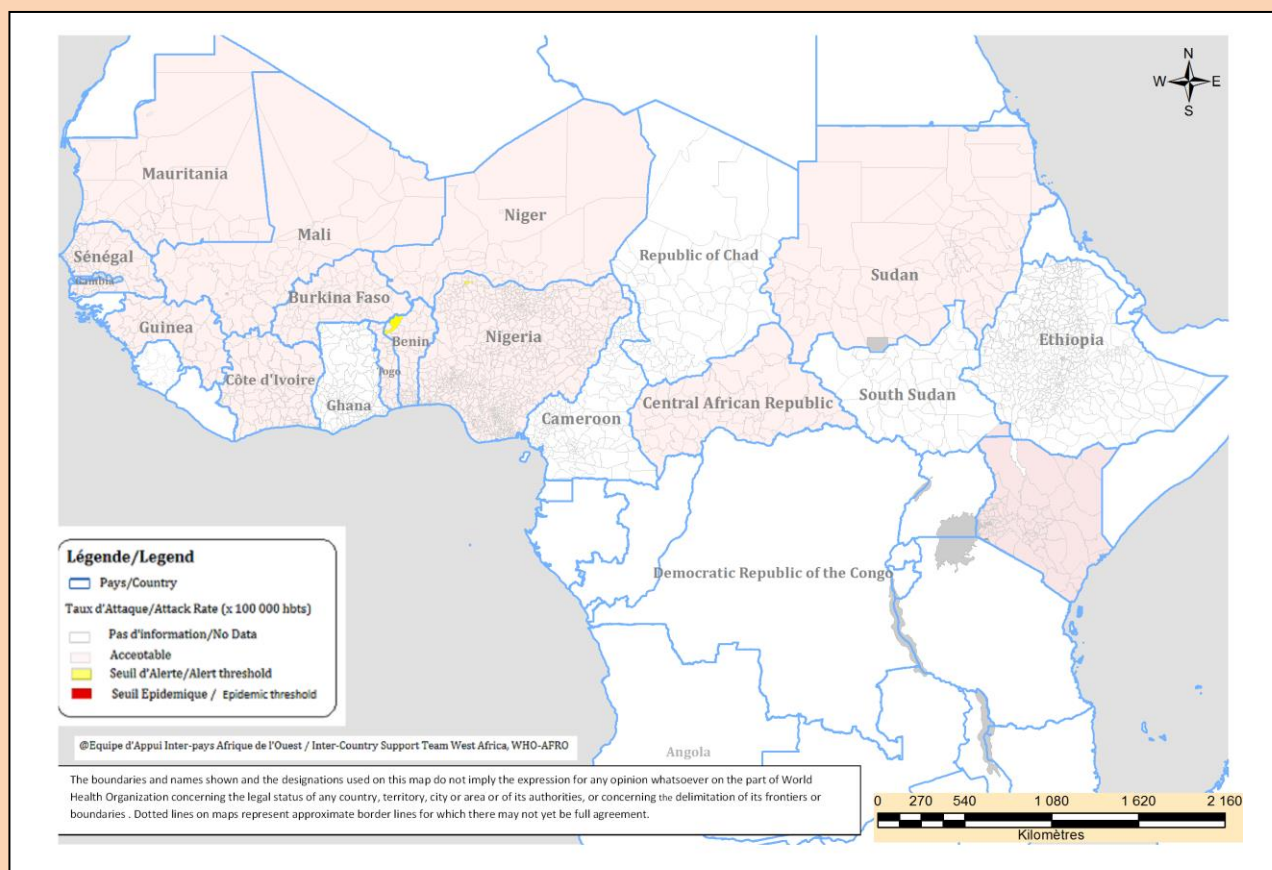 N
W E
S
Mauritania
Niger
Mali
Republic of Chad
Sénégal
Sudan
Gambia
Burkina Faso
Guinea
Benin
Nigeria
Ethiopia
Togo
Côte d'Ivoire
South Sudan
Central African Republic
Ghana
Cameroon
Democratic Republic of the Congo
Angola
Légende/Legend
Pays/Country
Taux d'Attaque/Attack Rate (x 100 000 hbts)
Pas d'information/No Data
Acceptable
Seuil d'Alerte/Alert threshold
Seuil Epidemique / Epidemic threshold
@Equipe d'Appui Inter-pays Afrique de l'Ouest / Inter-Country Support Team West Africa, WHO-AFRO
The boundaries and names shown and the designations used on this map do not imply the expression for any opinion whatsoever on the part of World
Health Organization concerning the legal status of any country, territory, city or area or of its authorities, or concerning the delimitation of its frontiers or
boundaries . Dotted lines on maps represent approximate border lines for which there may not yet be full agreement.
0 270 540 1 080 1 620 2 160
Kilomètres